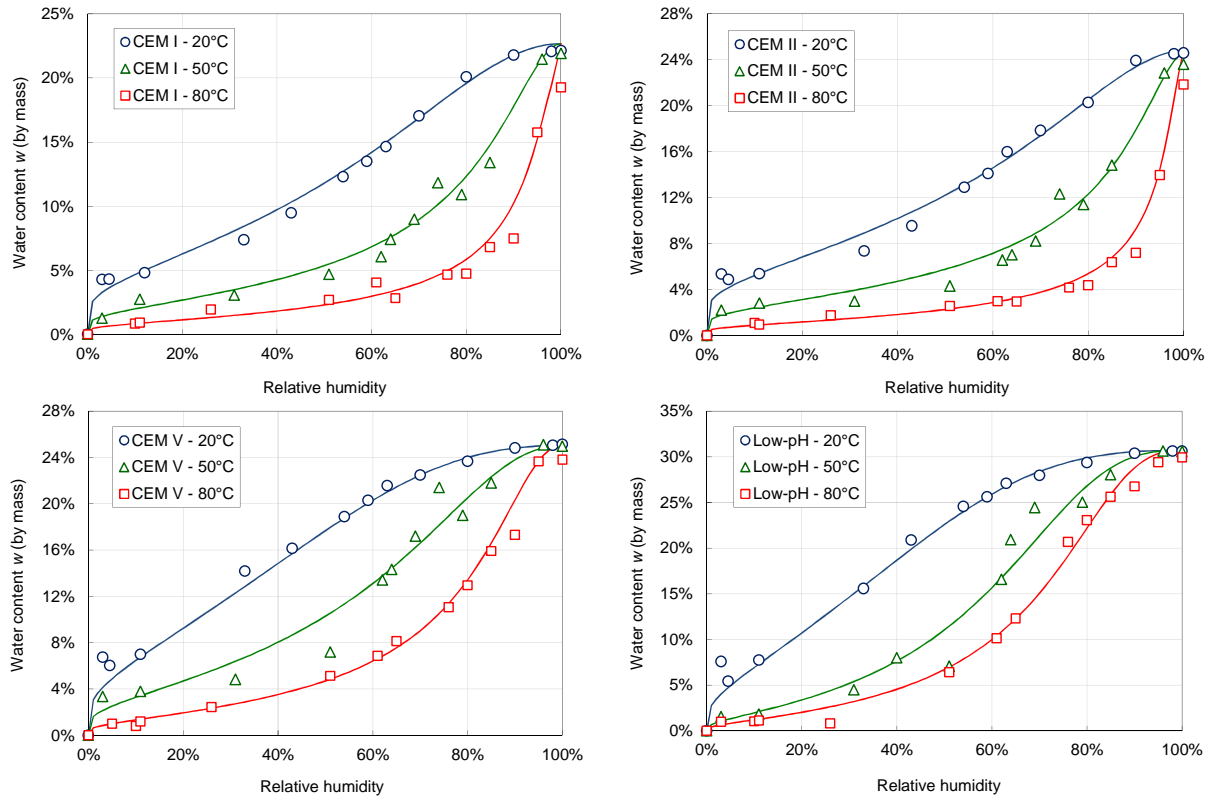 25%
20%
15%
10%
5%
0%
0%
20%
40%
60%
80%
100%
Water content w (by mass)
Relative humidity
CEM I - 20°C
CEM I - 50°C
CEM I - 80°C
28%
24%
20%
16%
12%
8%
4%
0%
0%
20%
40%
60%
80%
100%
Water content w (by mass)
Relative humidity
CEM II - 20°C
CEM II - 50°C
CEM II - 80°C
28%
24%
20%
16%
12%
8%
4%
0%
0%
20%
40%
60%
80%
100%
Water content w (by mass)
Relative humidity
CEM V - 20°C
CEM V - 50°C
CEM V - 80°C
35%
30%
25%
20%
15%
10%
5%
0%
0%
20%
40%
60%
80%
100%
Water content w (by mass)
Relative humidity
Low-pH - 20°C
Low-pH - 50°C
Low-pH - 80°C